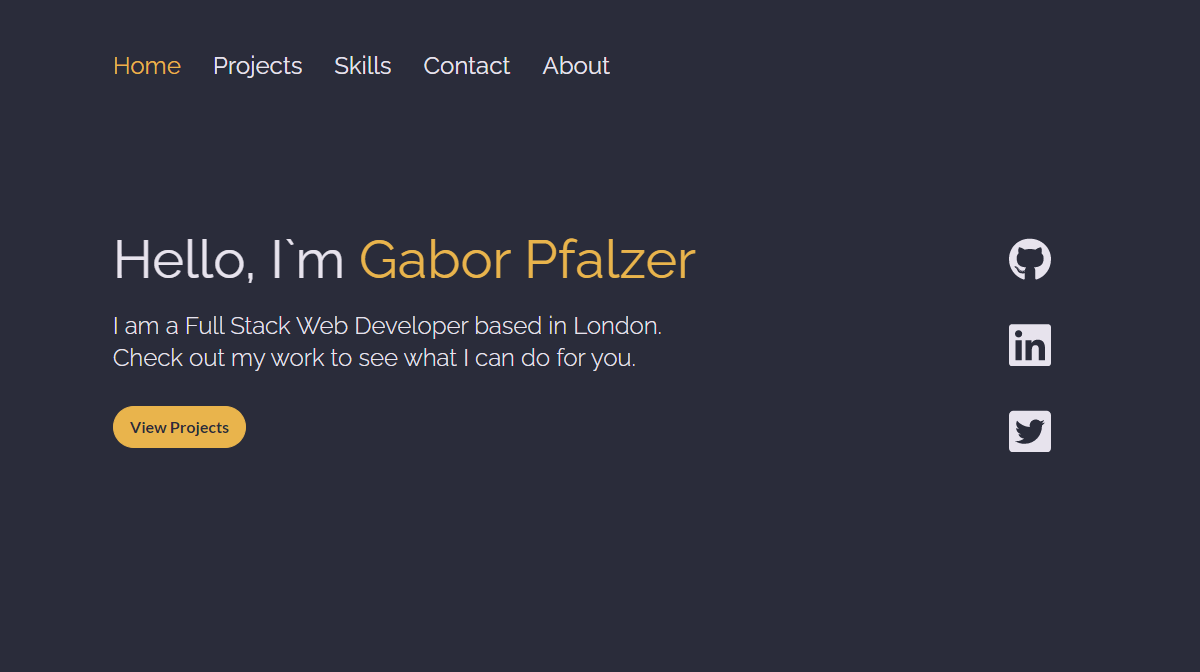 Home Projects Skills Contact About
Hello, I`m Gabor Pfalzer
I am a Full Stack Web Developer based in London.
Check out my work to see what I can do for you.
View Projects
in